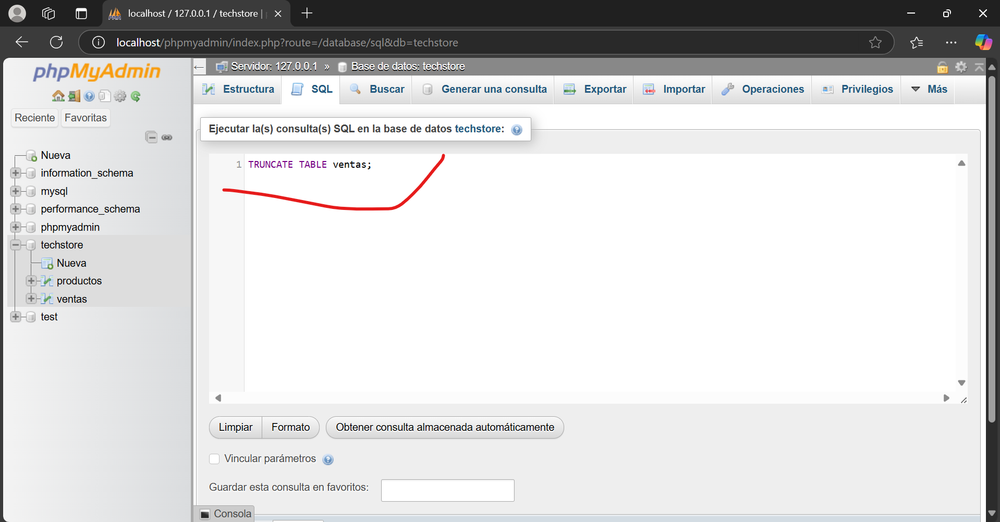 localhost / 127.0.0.1 / techstore |
localhost/phpmyadmin/index.php?route=/database/sql&db=techstore
phpMyAdmin
Reciente
Favoritas
Nueva
information_schema
mysql
performance_schema
phpmyadmin
techstore
Nueva
productos
ventas
test
Servidor: 127.0.0.1 » Base de datos: techstore
Estructura
SQL
Buscar
Generar una consulta
Exportar
Importar
Operaciones
Privilegios
Más
Ejecutar la(s) consulta(s) SQL en la base de datos techstore:
1 TRUNCATE TABLE ventas;
Limpiar
Formato
Obtener consulta almacenada automáticamente
Vincular parámetros
Guardar esta consulta en favoritos:
Consola